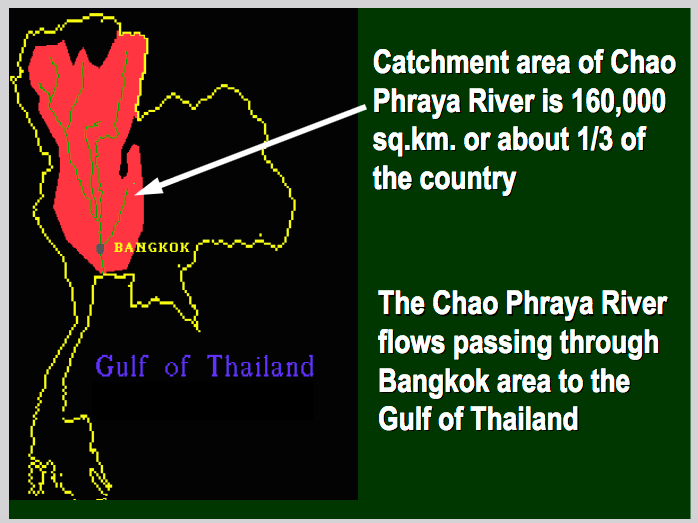 Catchment area of Chao
Phraya River is 160,000
sq.km. or about 1/3 of
the country
BANGKOK
The Chao Phraya River
flows passing through
Bangkok area to the
Gulf of Thailand
Gulf of Thailand